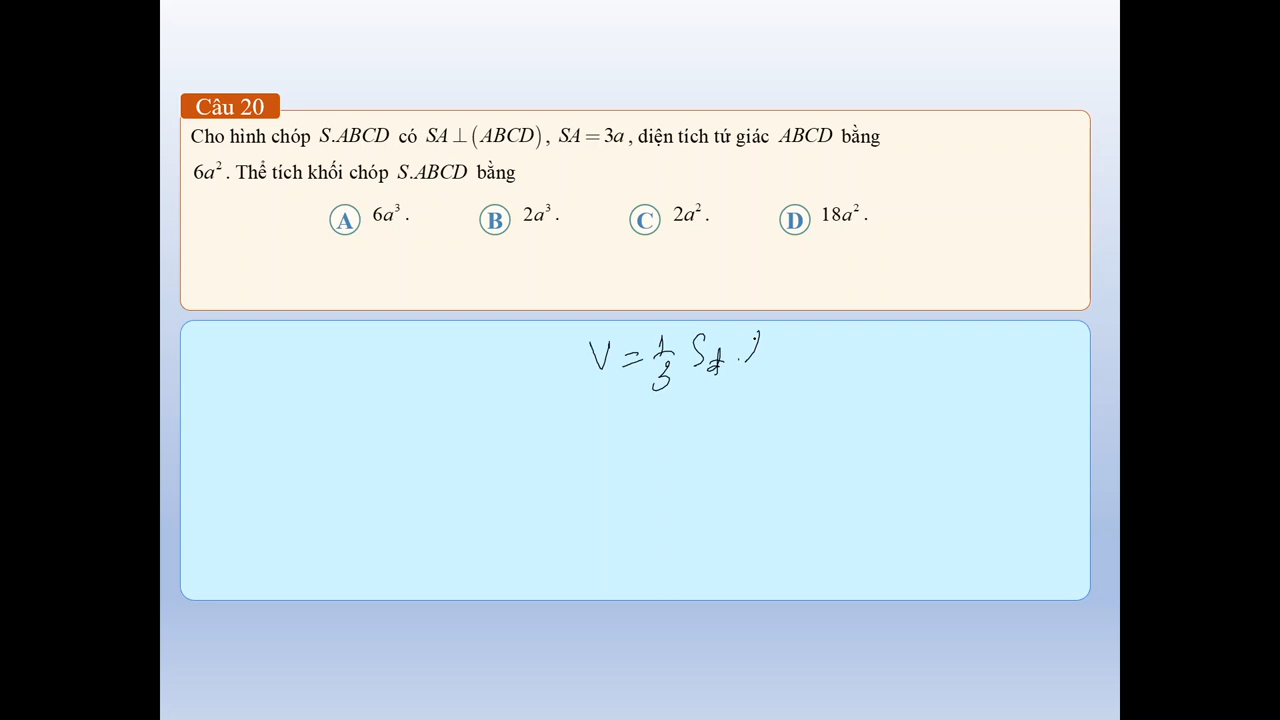 Câu 20
Cho hình chóp S.ABCD có SA ⊥ (ABCD), SA = 3a, diện tích tứ giác ABCD bằng
6a². Thể tích khối chóp S.ABCD bằng
A 6a³. B 2a³. C 2a². D 18a².
V = 1/3 S_đ .